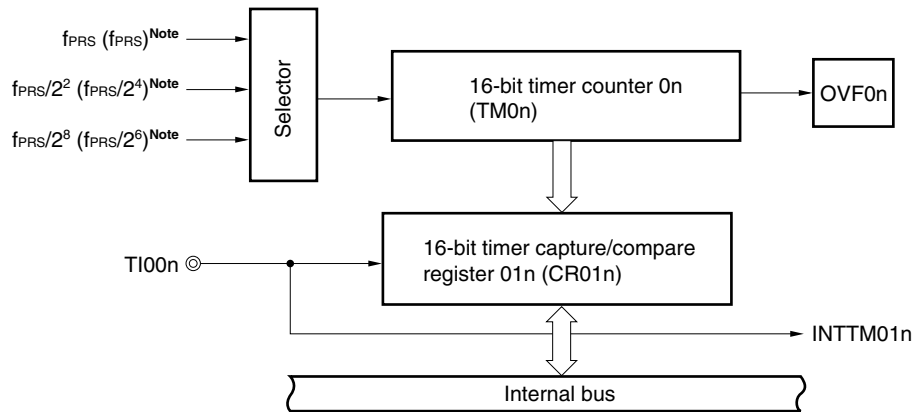 fPRS (fPRS)Note
fPRS/2² (fPRS/2⁴)Note
fPRS/2⁸ (fPRS/2⁶)Note
Selector
16-bit timer counter 0n
(TM0n)
OVF0n
16-bit timer capture/compare
register 01n (CR01n)
TI00n
INTTM01n
Internal bus